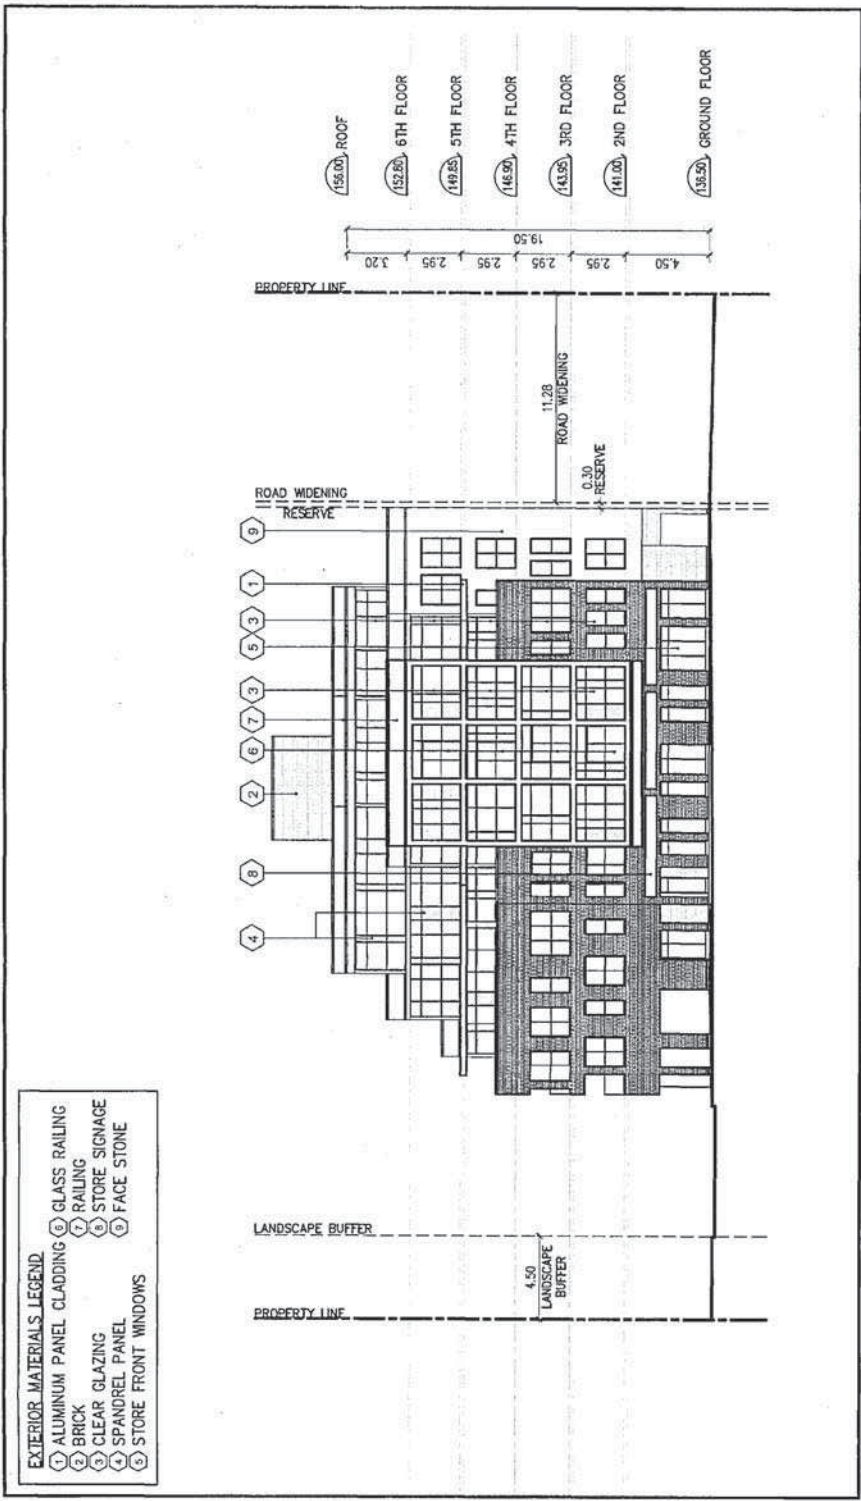 EXTERIOR MATERIALS LEGEND
1 ALUMINUM PANEL CLADDING
2 BRICK
3 CLEAR GLAZING
4 SPANDREL PANEL
5 STORE FRONT WINDOWS
6 GLASS RAILING
7 RAILING
8 STORE SIGNAGE
9 FACE STONE
4
8
2
6
7
3
5
3
1
9
PROPERTY LINE
LANDSCAPE BUFFER
4.50
LANDSCAPE
BUFFER
ROAD WIDENING
RESERVE
0.30
RESERVE
11.28
ROAD WIDENING
PROPERTY LINE
3.20
2.95
2.95
2.95
2.95
4.50
19.50
156.00 ROOF
152.80 6TH FLOOR
149.85 5TH FLOOR
146.90 4TH FLOOR
143.95 3RD FLOOR
141.00 2ND FLOOR
136.50 GROUND FLOOR